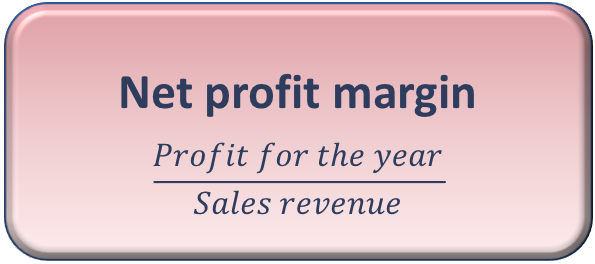 Net profit margin
Profit for the year
Sales revenue